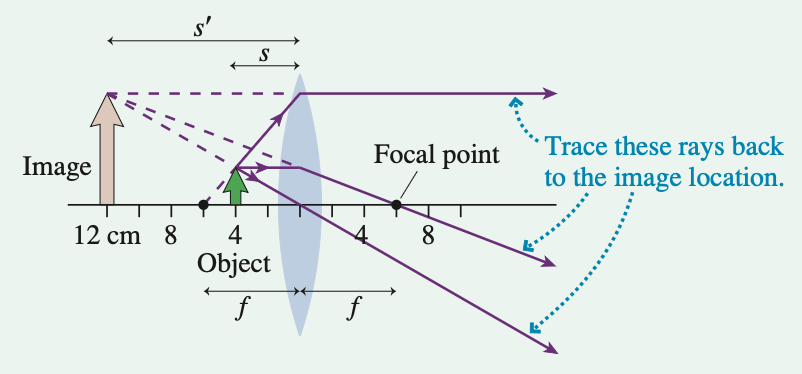 s′
s
Image
Focal point
Trace these rays back
to the image location.
12 cm 8 4 4 8
Object
f f